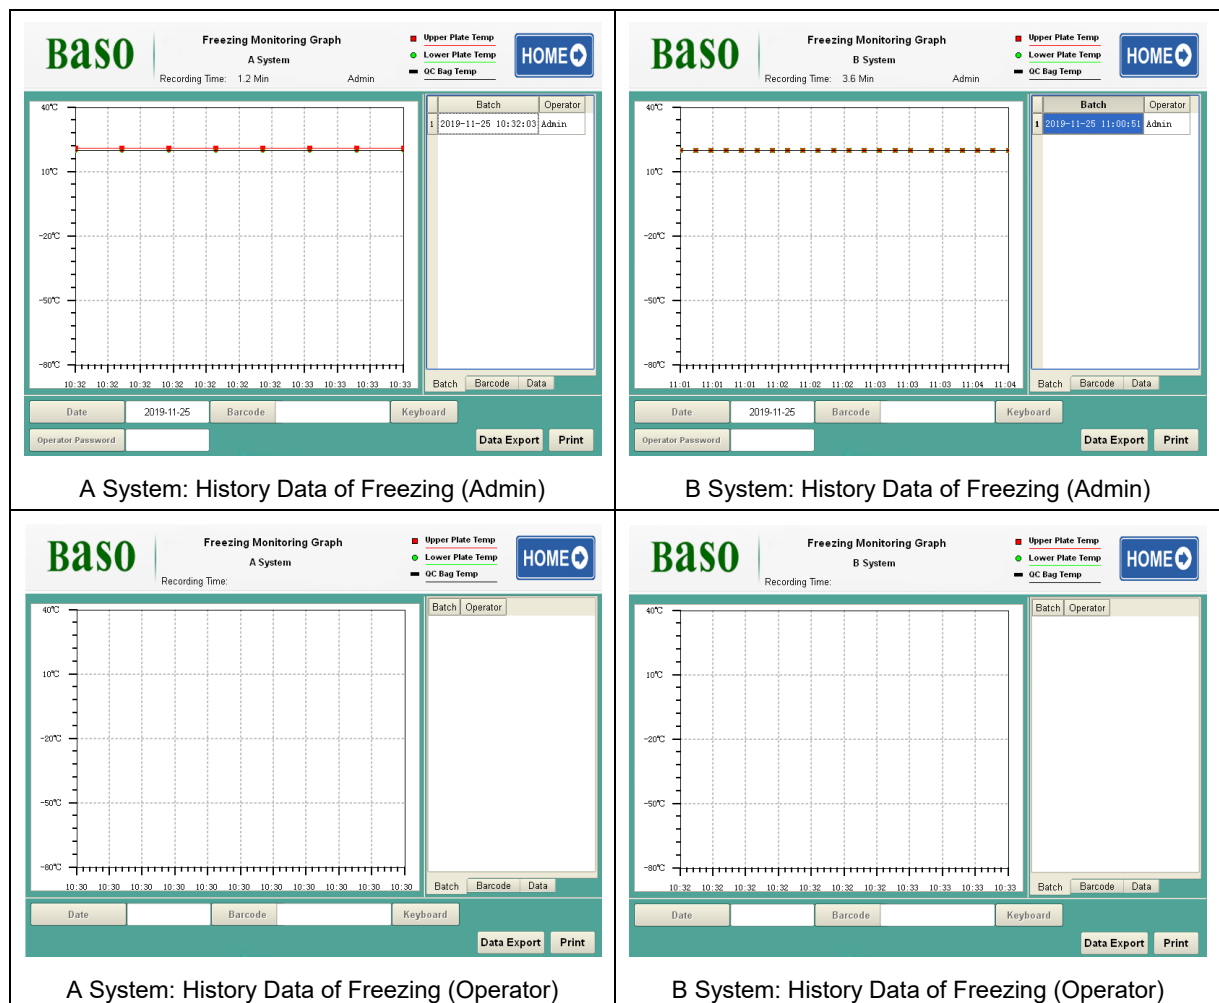 Baso
Freezing Monitoring Graph
A System
Recording Time: 1.2 Min Admin
Upper Plate Temp
Lower Plate Temp
QC Bag Temp
HOME
40℃
10℃
-20℃
-50℃
-80℃
10:32 10:32 10:32 10:32 10:32 10:32 10:32 10:33 10:33 10:33 10:33
Batch Operator
1 2019-11-25 10:32:03 Admin
Batch Barcode Data
Date 2019-11-25 Barcode Keyboard
Operator Password Data Export Print
A System: History Data of Freezing (Admin)
Baso
Freezing Monitoring Graph
B System
Recording Time: 3.6 Min Admin
Upper Plate Temp
Lower Plate Temp
QC Bag Temp
HOME
40℃
10℃
-20℃
-50℃
-80℃
11:01 11:01 11:01 11:02 11:02 11:02 11:03 11:03 11:03 11:04 11:04
Batch Operator
1 2019-11-25 11:00:51 Admin
Batch Barcode Data
Date 2019-11-25 Barcode Keyboard
Operator Password Data Export Print
B System: History Data of Freezing (Admin)
Baso
Freezing Monitoring Graph
A System
Recording Time:
Upper Plate Temp
Lower Plate Temp
QC Bag Temp
HOME
40℃
10℃
-20℃
-50℃
-80℃
10:30 10:30 10:30 10:30 10:30 10:30 10:30 10:30 10:30 10:30 10:30
Batch Operator
Batch Barcode Data
Date Barcode Keyboard
Data Export Print
A System: History Data of Freezing (Operator)
Baso
Freezing Monitoring Graph
B System
Recording Time:
Upper Plate Temp
Lower Plate Temp
QC Bag Temp
HOME
40℃
10℃
-20℃
-50℃
-80℃
10:32 10:32 10:32 10:32 10:32 10:32 10:33 10:33 10:33 10:33 10:33
Batch Operator
Batch Barcode Data
Date Barcode Keyboard
Data Export Print
B System: History Data of Freezing (Operator)